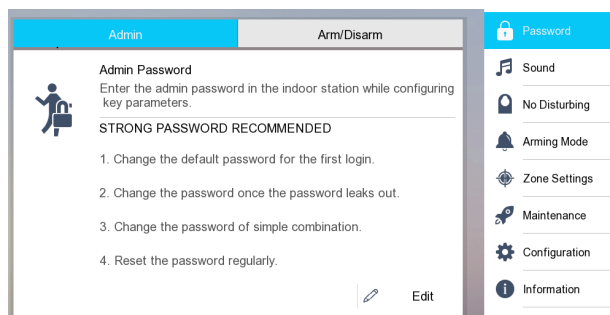 Admin
Arm/Disarm
Admin Password
Enter the admin password in the indoor station while configuring
key parameters.
STRONG PASSWORD RECOMMENDED
1. Change the default password for the first login.
2. Change the password once the password leaks out.
3. Change the password of simple combination.
4. Reset the password regularly.
Edit
Password
Sound
No Disturbing
Arming Mode
Zone Settings
Maintenance
Configuration
Information